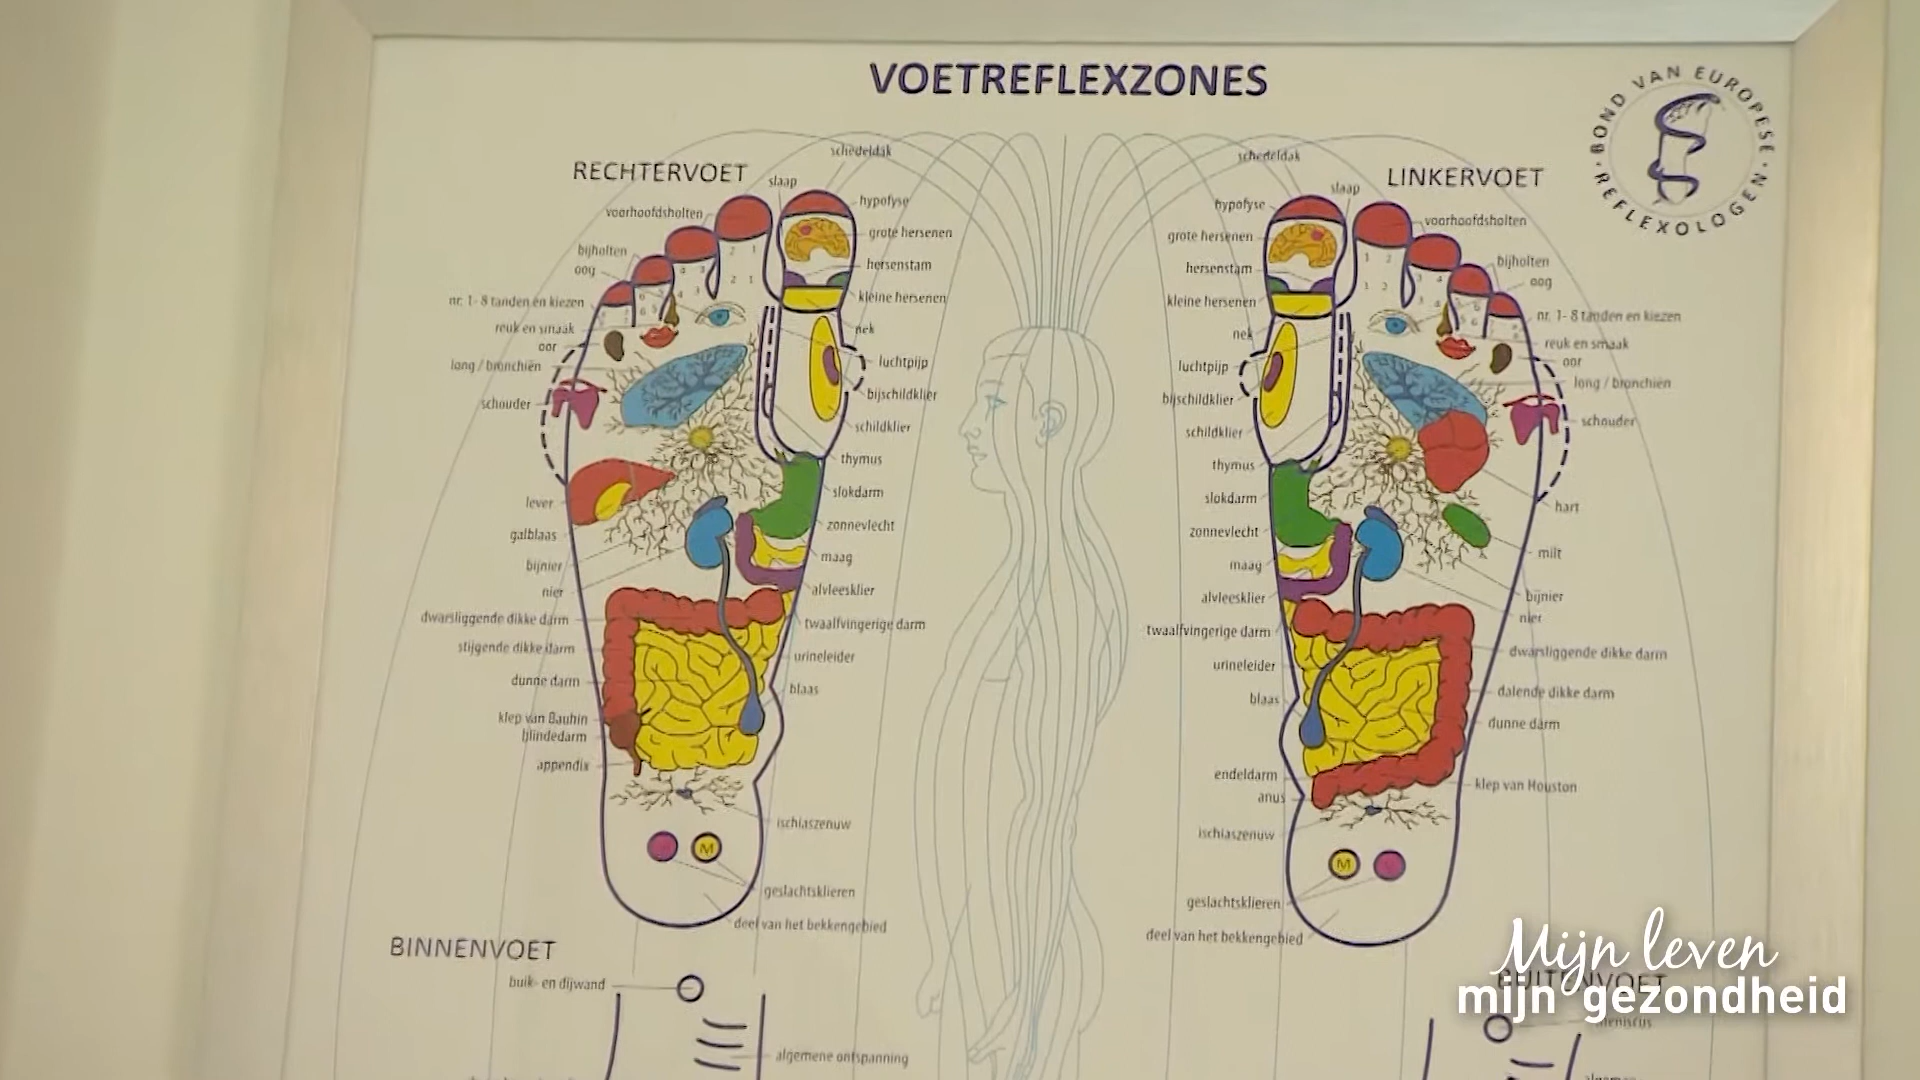 VOETREFLEXZONES
BOND VAN EUROPESE
REFLEXOLOGEN
RECHTERVOET
LINKERVOET
schedeldak
slaap
voorhoofdsholten
hypofyse
grote hersenen
bijholten
oog
hersenstam
nr. 1- 8 tanden en kiezen
kleine hersenen
reuk en smaak
nek
oor
long / bronchiën
luchtpijp
bijschildklier
schouder
schildklier
thymus
slokdarm
lever
zonnevlecht
galblaas
maag
bijnier
alvleesklier
nier
dwarsliggende dikke darm
twaalfvingerige darm
stijgende dikke darm
urineleider
dunne darm
blaas
klep van Bauhin
blindedarm
appendix
ischiaszenuw
M
geslachtsklieren
deel van het bekkengebied
schedeldak
slaap
hypofyse
voorhoofdsholten
grote hersenen
bijholten
hersenstam
oog
kleine hersenen
nr. 1- 8 tanden en kiezen
nek
reuk en smaak
oor
luchtpijp
long / bronchiën
bijschildklier
schouder
schildklier
thymus
slokdarm
hart
zonnevlecht
milt
maag
alvleesklier
bijnier
nier
twaalfvingerige darm
dwarsliggende dikke darm
urineleider
dalende dikke darm
blaas
dunne darm
endeldarm
klep van Houston
anus
ischiaszenuw
M
geslachtsklieren
deel van het bekkengebied
BINNENVOET
buik- en dijwand
algemene ontspanning
BUITENVOET
meniscus
Mijn leven
mijn gezondheid